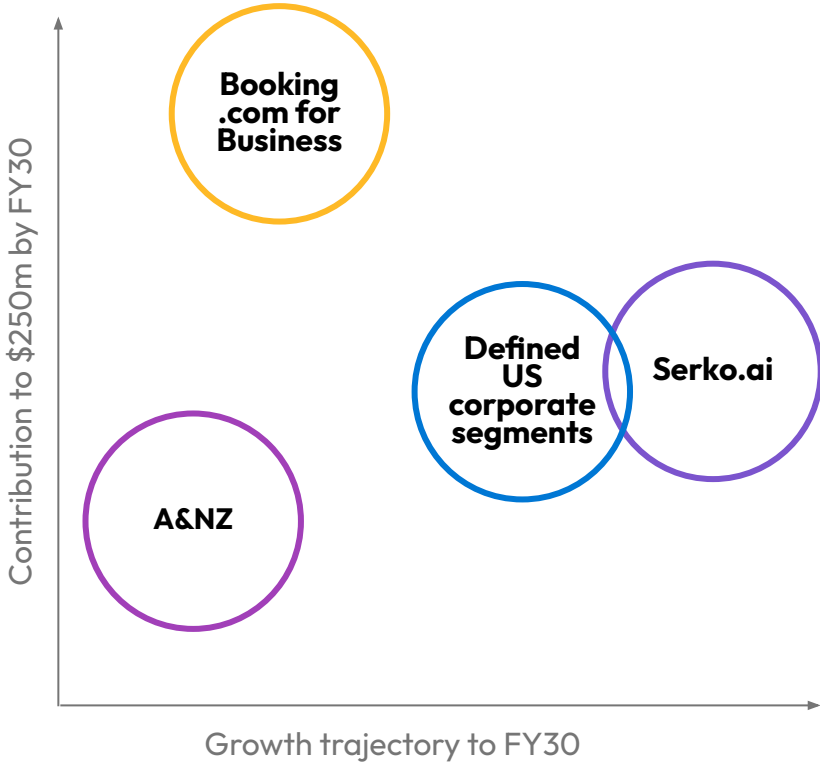 Contribution to $250m by FY30
Booking
.com for
Business
Defined
US
corporate
segments
Serko.ai
A&NZ
Growth trajectory to FY30